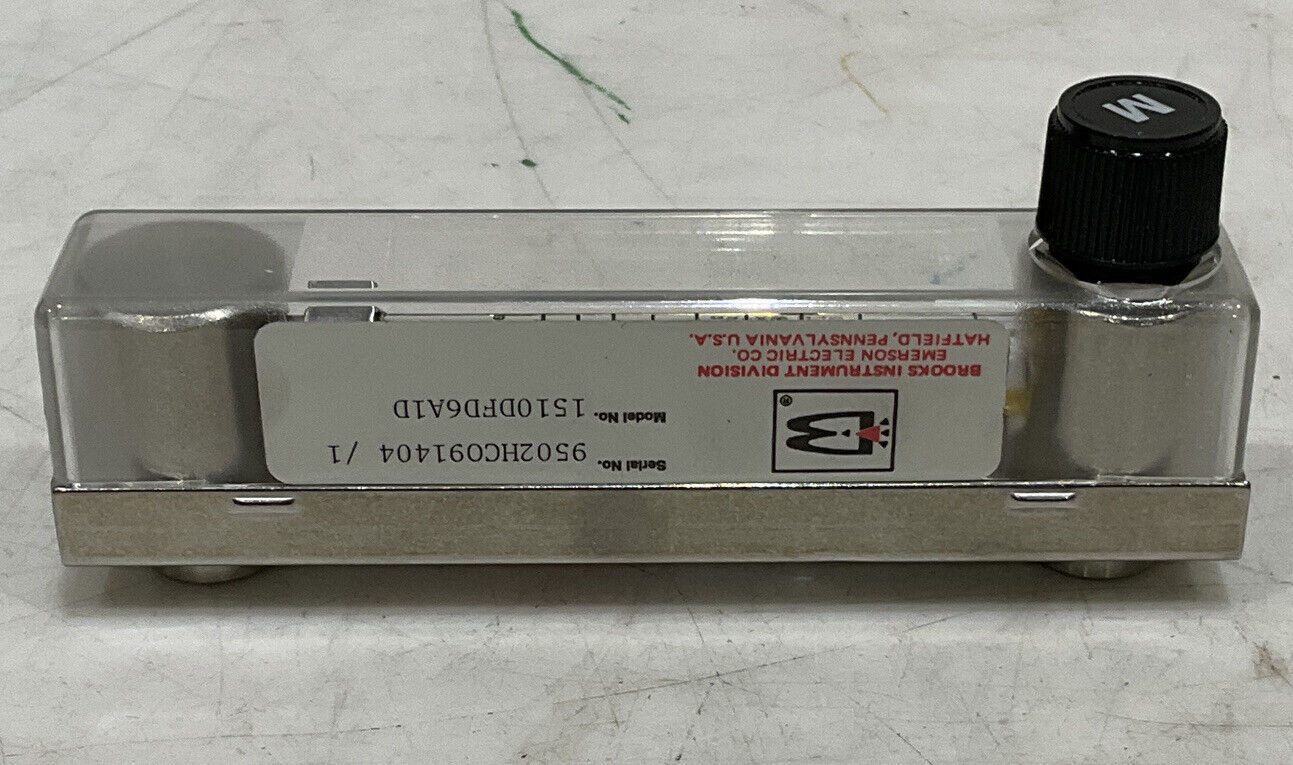 M
BROOKS INSTRUMENT DIVISION
EMERSON ELECTRIC CO.
HATFIELD, PENNSYLVANIA U.S.A.
®
Model No. 1510DFD6A1D
Serial No. 9502HC091404 /1